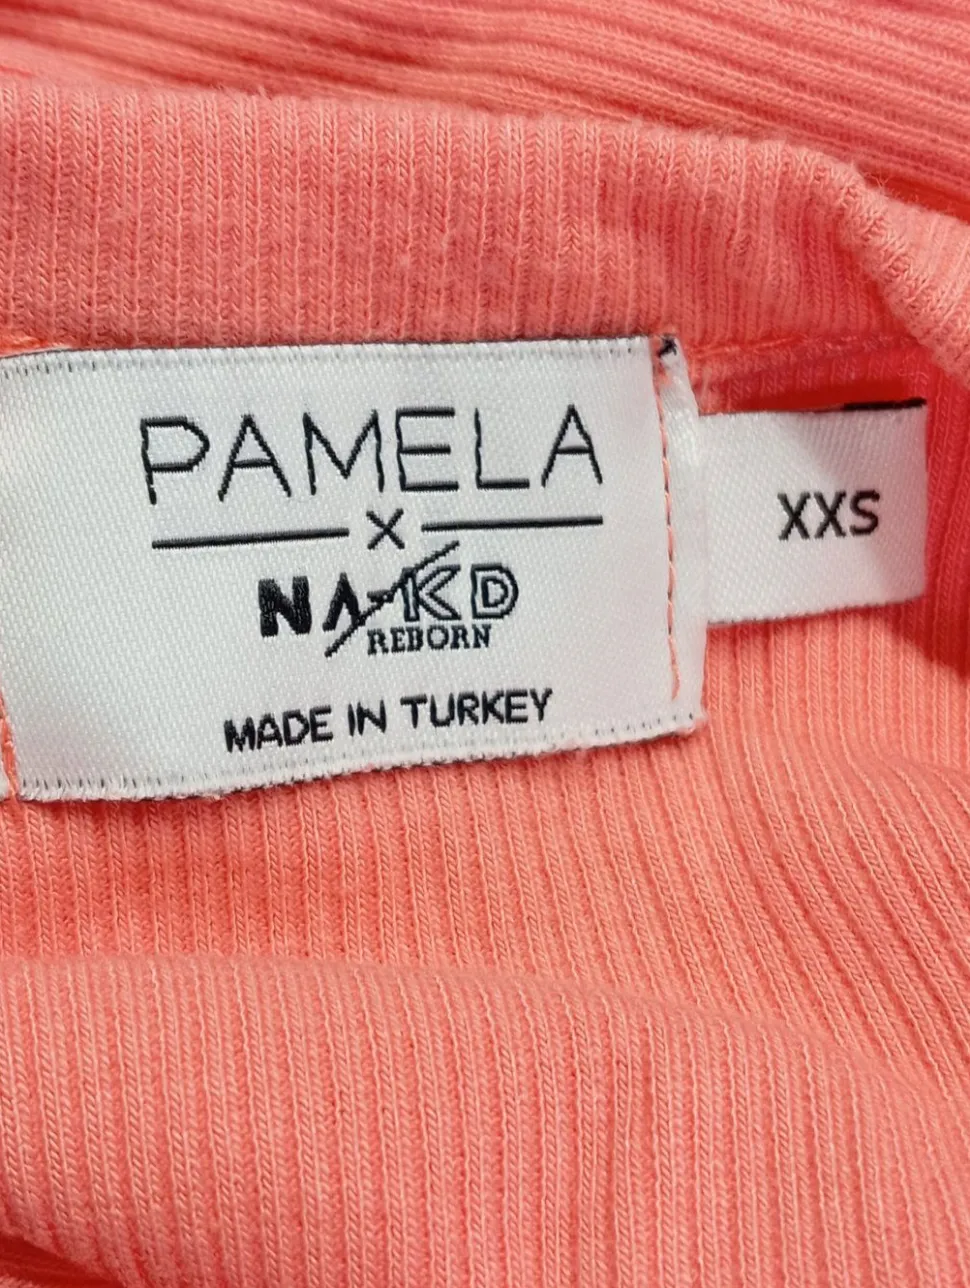 PAMELA
X
NA-KD
REBORN
MADE IN TURKEY
XXS